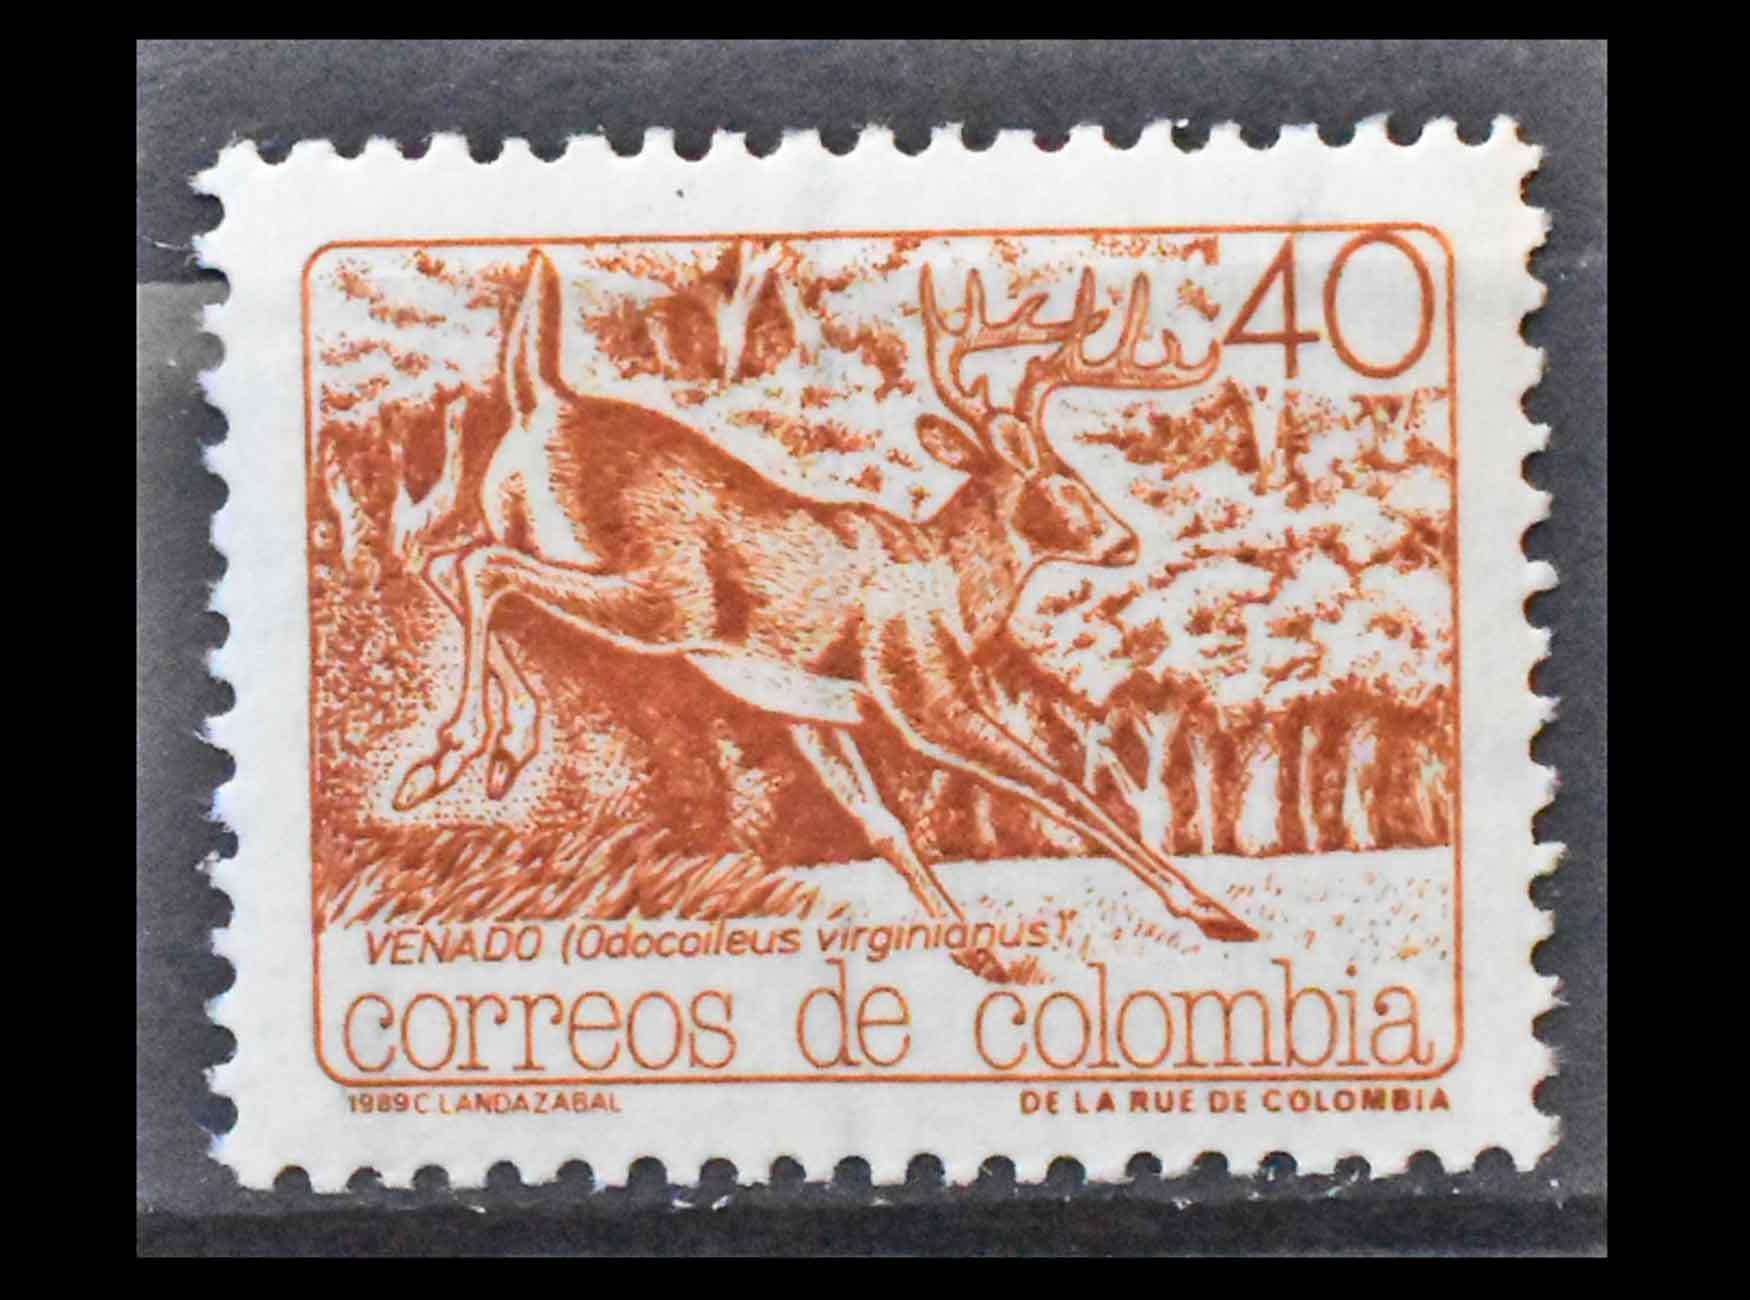 40
VENADO (Odocoileus virginianus)
correos de colombia
1989 C. LANDAZABAL
DE LA RUE DE COLOMBIA